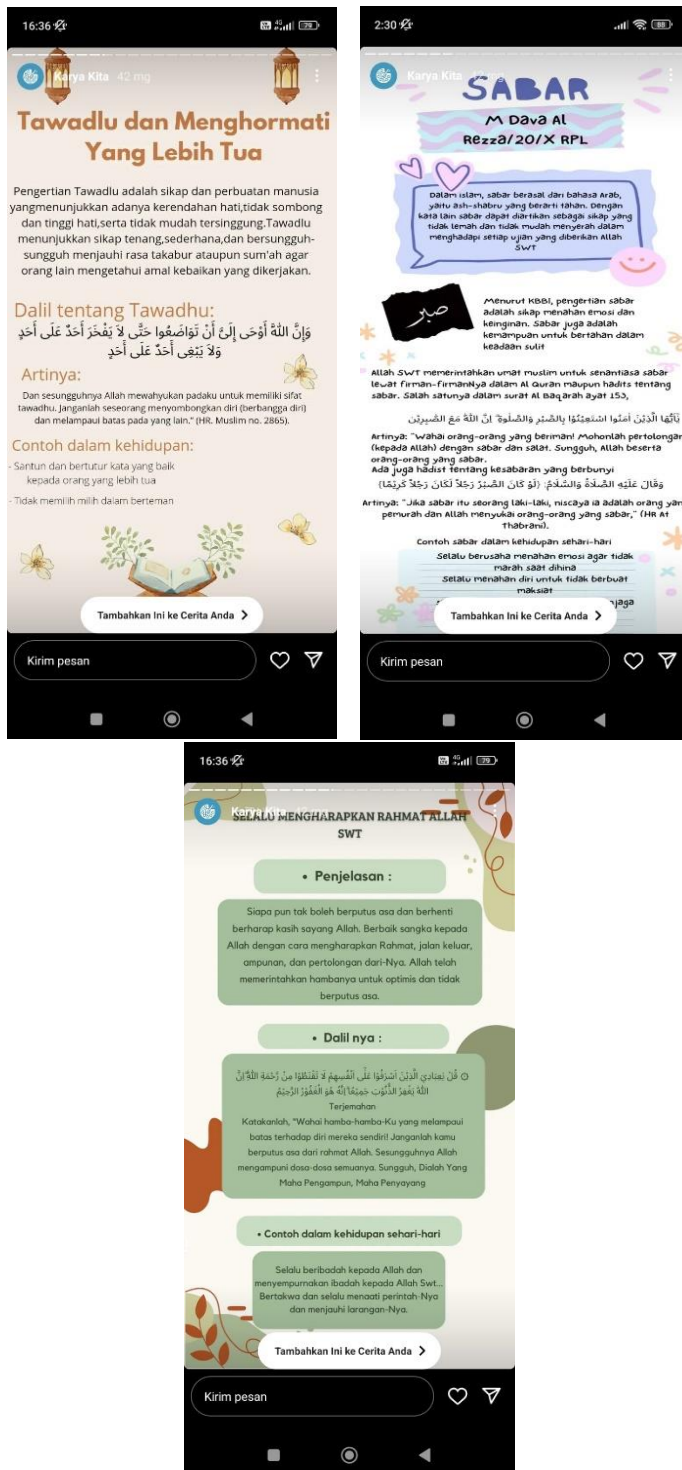 16:36
4G
79
Karya Kita 42 mg
Tawadlu dan Menghormati
Yang Lebih Tua
Pengertian Tawadlu adalah sikap dan perbuatan manusia
yangmenunjukkan adanya kerendahan hati,tidak sombong
dan tinggi hati,serta tidak mudah tersinggung.Tawadlu
menunjukkan sikap tenang,sederhana,dan bersungguh-
sungguh menjauhi rasa takabur ataupun sum'ah agar
orang lain mengetahui amal kebaikan yang dikerjakan.
Dalil tentang Tawadhu:
وَإِنَّ اللَّهَ أَوْحَى إِلَىَّ أَنْ تَوَاضَعُوا حَتَّى لاَ يَفْخَرَ أَحَدٌ عَلَى أَحَدٍ
وَلاَ يَبْغِى أَحَدٌ عَلَى أَحَدٍ
Artinya:
Dan sesungguhnya Allah mewahyukan padaku untuk memiliki sifat
tawadhu. Janganlah seseorang menyombongkan diri (berbangga diri)
dan melampaui batas pada yang lain." (HR. Muslim no. 2865).
Contoh dalam kehidupan:
- Santun dan bertutur kata yang baik
kepada orang yang lebih tua
- Tidak memilih milih dalam berteman
Tambahkan Ini ke Cerita Anda
Kirim pesan
2:30
88
Karya Kita 42 mg
SABAR
M Dava Al
Rezza/20/X RPL
Dalam islam, sabar berasal dari bahasa Arab,
yaitu ash-shabru yang berarti tahan. Dengan
kata lain sabar dapat diartikan sebagai sikap yang
tidak lemah dan tidak mudah menyerah dalam
menghadapi setiap ujian yang diberikan Allah
SWT
صبر
Menurut KBBI, pengertian sabar
adalah sikap menahan emosi dan
keinginan. Sabar juga adalah
kemampuan untuk bertahan dalam
keadaan sulit
Allah SWT memerintahkan umat muslim untuk senantiasa sabar
lewat firman-firmanNya dalam Al Quran maupun hadits tentang
sabar. Salah satunya dalam surat Al Baqarah ayat 153,
يٰٓاَيُّهَا الَّذِيْنَ اٰمَنُوا اسْتَعِيْنُوْا بِالصَّبْرِ وَالصَّلٰوةِ ۗ اِنَّ اللّٰهَ مَعَ الصّٰبِرِيْنَ
Artinya: "Wahai orang-orang yang beriman! Mohonlah pertolongan
(kepada Allah) dengan sabar dan salat. Sungguh, Allah beserta
orang-orang yang sabar.
Ada juga hadist tentang kesabaran yang berbunyi
وَقَالَ عَلَيْهِ الصَّلَاةُ وَالسَّلَامُ: {لَوْ كَانَ الصَّبْرُ رَجُلًا لَكَانَ رَجُلًا كَرِيْمًا}
Artinya: "Jika sabar itu seorang laki-laki, niscaya ia adalah orang yan
pemurah dan Allah menyukai orang-orang yang sabar," (HR At
Thabrani).
Contoh sabar dalam kehidupan sehari-hari
Selalu berusaha menahan emosi agar tidak
marah saat dihina
Selalu menahan diri untuk tidak berbuat
maksiat
Tambahkan Ini ke Cerita Anda
Kirim pesan
16:36
4G
79
Karya Kita 42 mg
SELALU MENGHARAPKAN RAHMAT ALLAH
SWT
• Penjelasan :
Siapa pun tak boleh berputus asa dan berhenti
berharap kasih sayang Allah. Berbaik sangka kepada
Allah dengan cara mengharapkan Rahmat, jalan keluar,
ampunan, dan pertolongan dari-Nya. Allah telah
memerintahkan hambanya untuk optimis dan tidak
berputus asa.
• Dalil nya :
۞ قُلْ يٰعِبَادِيَ الَّذِيْنَ اَسْرَفُوْا عَلٰٓى اَنْفُسِهِمْ لَا تَقْنَطُوْا مِنْ رَّحْمَةِ اللّٰهِ ۗاِنَّ
اللّٰهَ يَغْفِرُ الذُّنُوْبَ جَمِيْعًا ۗاِنَّهٗ هُوَ الْغَفُوْرُ الرَّحِيْمُ
Terjemahan
Katakanlah, "Wahai hamba-hamba-Ku yang melampaui
batas terhadap diri mereka sendiri! Janganlah kamu
berputus asa dari rahmat Allah. Sesungguhnya Allah
mengampuni dosa-dosa semuanya. Sungguh, Dialah Yang
Maha Pengampun, Maha Penyayang
• Contoh dalam kehidupan sehari-hari
Selalu beribadah kepada Allah dan
menyempurnakan ibadah kepada Allah Swt...
Bertakwa dan selalu menaati perintah-Nya
dan menjauhi larangan-Nya.
Tambahkan Ini ke Cerita Anda
Kirim pesan